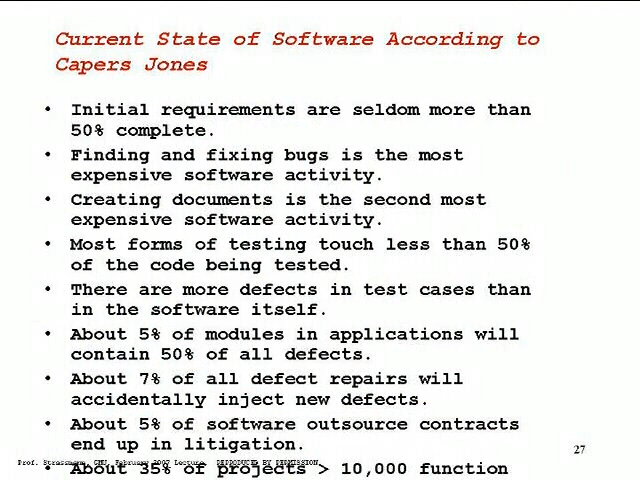 Current State of Software According to
Capers Jones
• Initial requirements are seldom more than
50% complete.
• Finding and fixing bugs is the most
expensive software activity.
• Creating documents is the second most
expensive software activity.
• Most forms of testing touch less than 50%
of the code being tested.
• There are more defects in test cases than
in the software itself.
• About 5% of modules in applications will
contain 50% of all defects.
• About 7% of all defect repairs will
accidentally inject new defects.
• About 5% of software outsource contracts
end up in litigation.
27
Prof. Strassmann, GMU, February 2007 Lecture. REPRODUCE BY PERMISSION
• About 35% of projects > 10,000 function